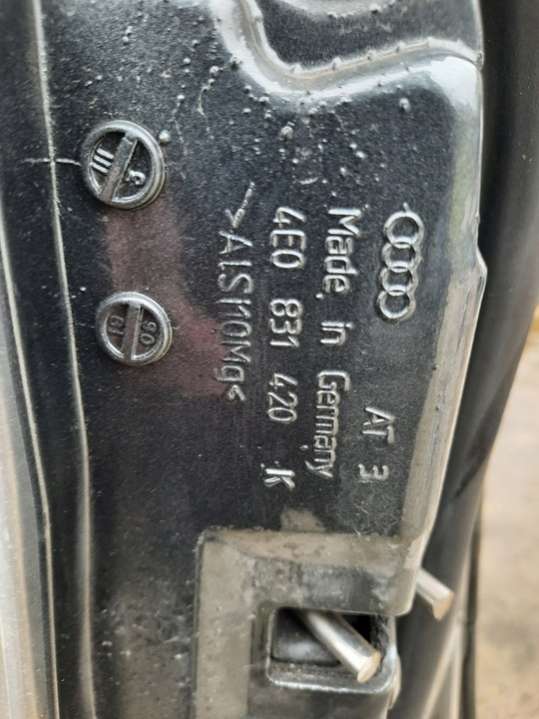 AT 3
Made in Germany
4E0 831 420 K
>AlSi10Mg<